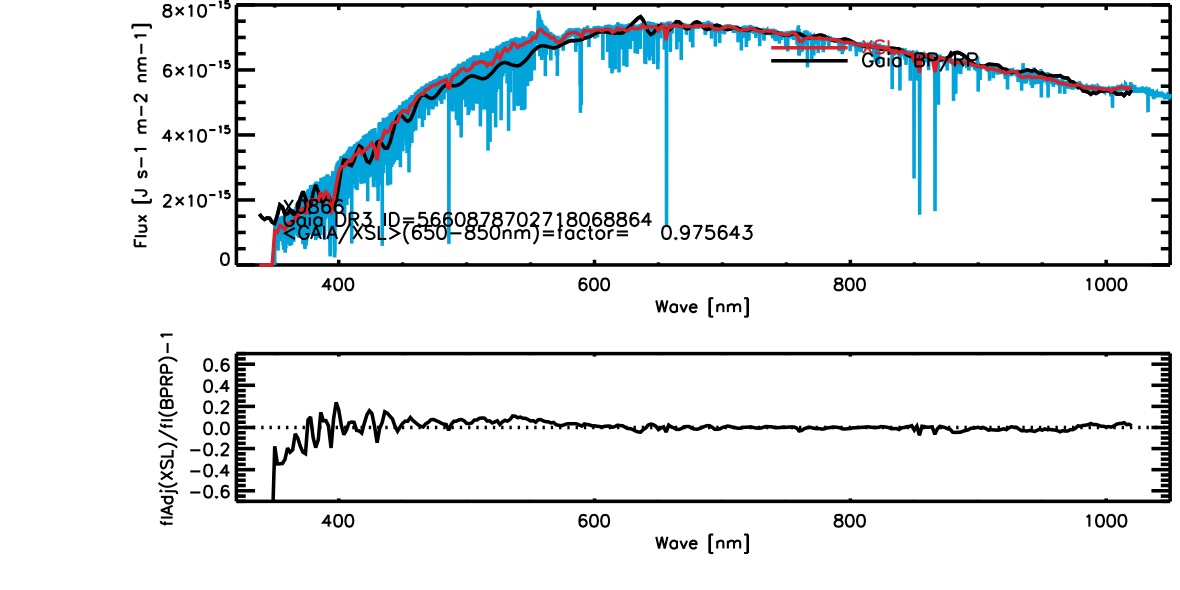 8×10⁻¹⁵
6×10⁻¹⁵
4×10⁻¹⁵
2×10⁻¹⁵
0
Flux [J s−1 m−2 nm−1]
XSL
Gaia BP/RP
Gaia DR3 ID=5660878702718068864
<GAIA/XSL>(650−850nm)=factor= 0.975643
400 600 800 1000
Wave [nm]
0.6
0.4
0.2
0.0
−0.2
−0.4
−0.6
flAdj(XSL)/fl(BPRP)−1
400 600 800 1000
Wave [nm]